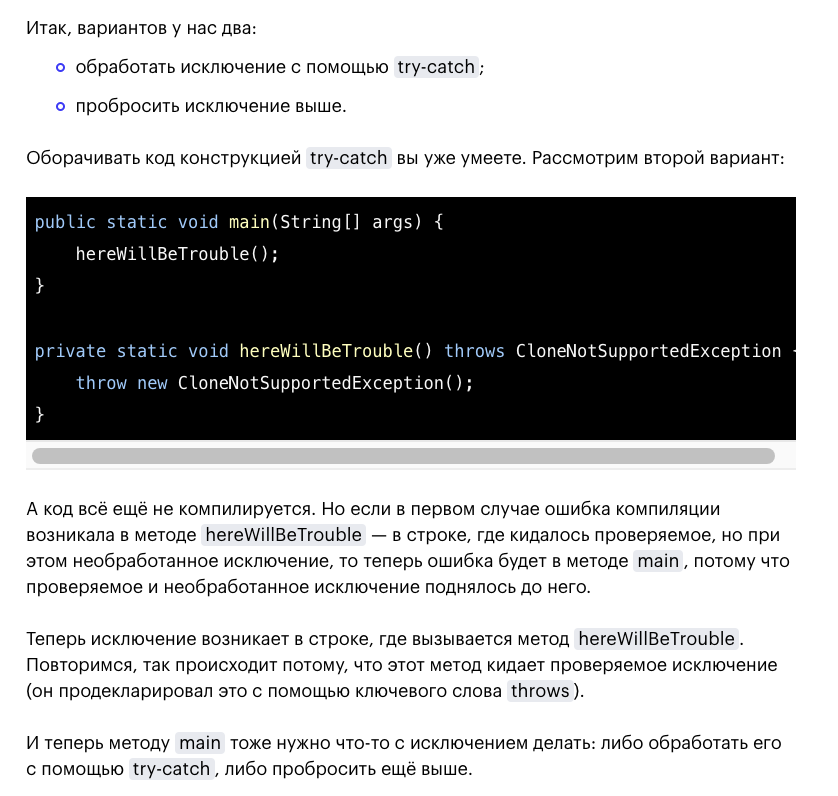 Итак, вариантов у нас два:
обработать исключение с помощью try-catch;
пробросить исключение выше.
Оборачивать код конструкцией try-catch вы уже умеете. Рассмотрим второй вариант:
public static void main(String[] args) {
    hereWillBeTrouble();
}
private static void hereWillBeTrouble() throws CloneNotSupportedException
    throw new CloneNotSupportedException();
}
А код всё ещё не компилируется. Но если в первом случае ошибка компиляции
возникала в методе hereWillBeTrouble — в строке, где кидалось проверяемое, но при
этом необработанное исключение, то теперь ошибка будет в методе main, потому что
проверяемое и необработанное исключение поднялось до него.
Теперь исключение возникает в строке, где вызывается метод hereWillBeTrouble.
Повторимся, так происходит потому, что этот метод кидает проверяемое исключение
(он продекларировал это с помощью ключевого слова throws).
И теперь методу main тоже нужно что-то с исключением делать: либо обработать его
с помощью try-catch, либо пробросить ещё выше.